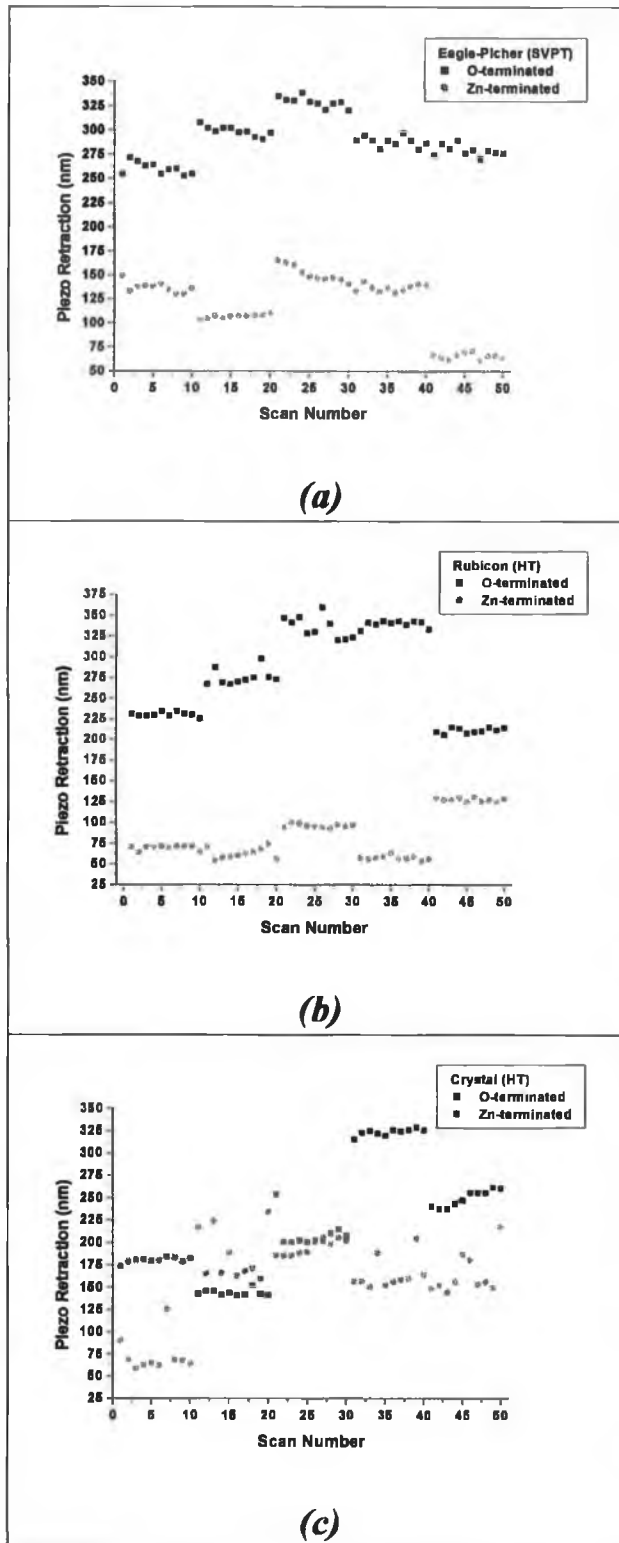 Eagle-Picher (SVPT)
O-terminated
Zn-terminated
350
325
300
275
250
225
200
175
150
125
100
75
50
Piezo Retraction (nm)
0 5 10 15 20 25 30 35 40 45 50
Scan Number
(a)
Rubicon (HT)
O-terminated
Zn-terminated
375
350
325
300
275
250
225
200
175
150
125
100
75
50
25
Piezo Retraction (nm)
0 5 10 15 20 25 30 35 40 45 50
Scan Number
(b)
Crystal (HT)
O-terminated
Zn-terminated
350
325
300
275
250
225
200
175
150
125
100
75
50
25
Piezo Retraction (nm)
0 5 10 15 20 25 30 35 40 45 50
Scan Number
(c)